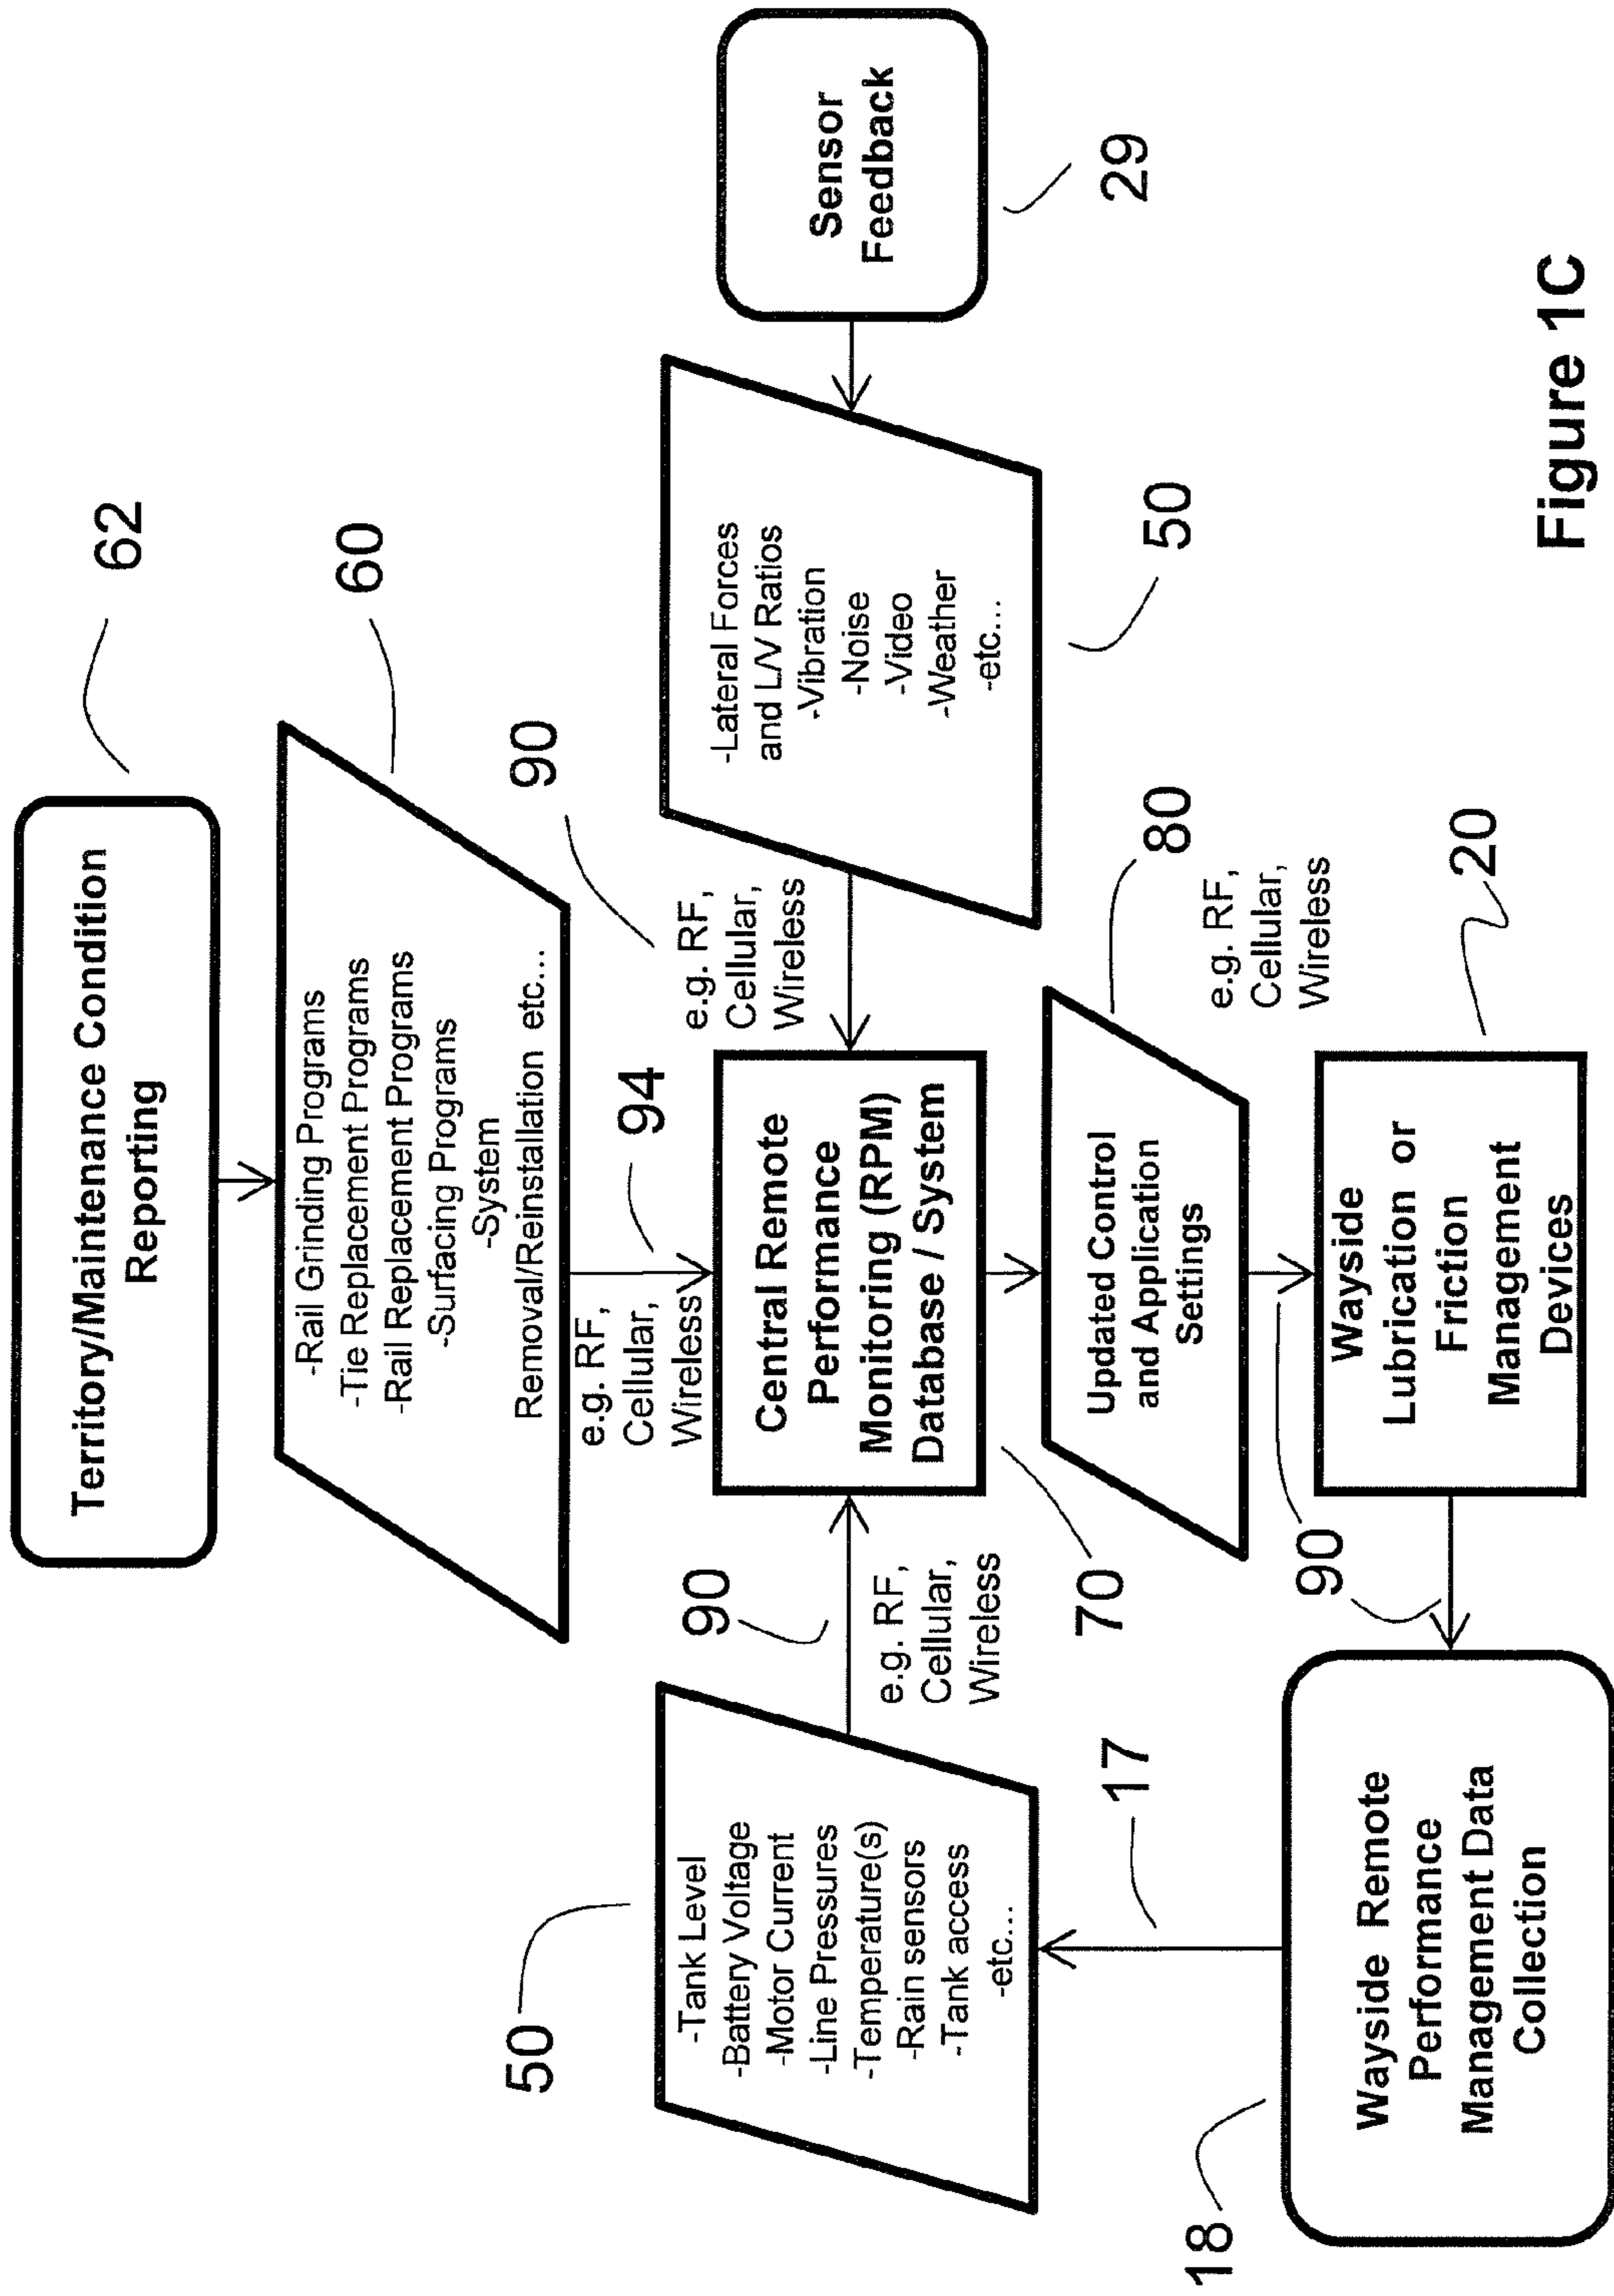 Territory/Maintenance Condition
Reporting
62
-Rail Grinding Programs
-Tie Replacement Programs
-Rail Replacement Programs
-Surfacing Programs
-System
Removal/Reinstallation etc...
60
e.g. RF,
Cellular,
Wireless
94
90
e.g. RF,
Cellular,
Wireless
50
-Tank Level
-Battery Voltage
-Motor Current
-Line Pressures
-Temperature(s)
-Rain sensors
-Tank access
-etc...
90
e.g. RF,
Cellular,
Wireless
Central Remote
Performance
Monitoring (RPM)
Database / System
70
-Lateral Forces
and L/V Ratios
-Vibration
-Noise
-Video
-Weather
-etc...
50
Sensor
Feedback
29
17
Updated Control
and Application
Settings
80
e.g. RF,
Cellular,
Wireless
18
Wayside Remote
Performance
Management Data
Collection
90
Wayside
Lubrication or
Friction
Management
Devices
20
Figure 1C